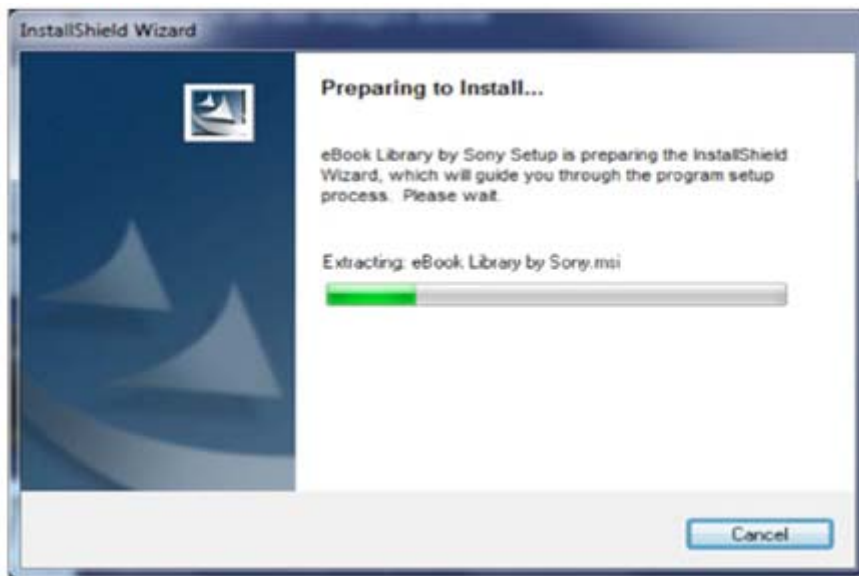 InstallShield Wizard
Preparing to Install...
eBook Library by Sony Setup is preparing the InstallShield
Wizard, which will guide you through the program setup
process. Please wait.
Extracting: eBook Library by Sony.msi
Cancel